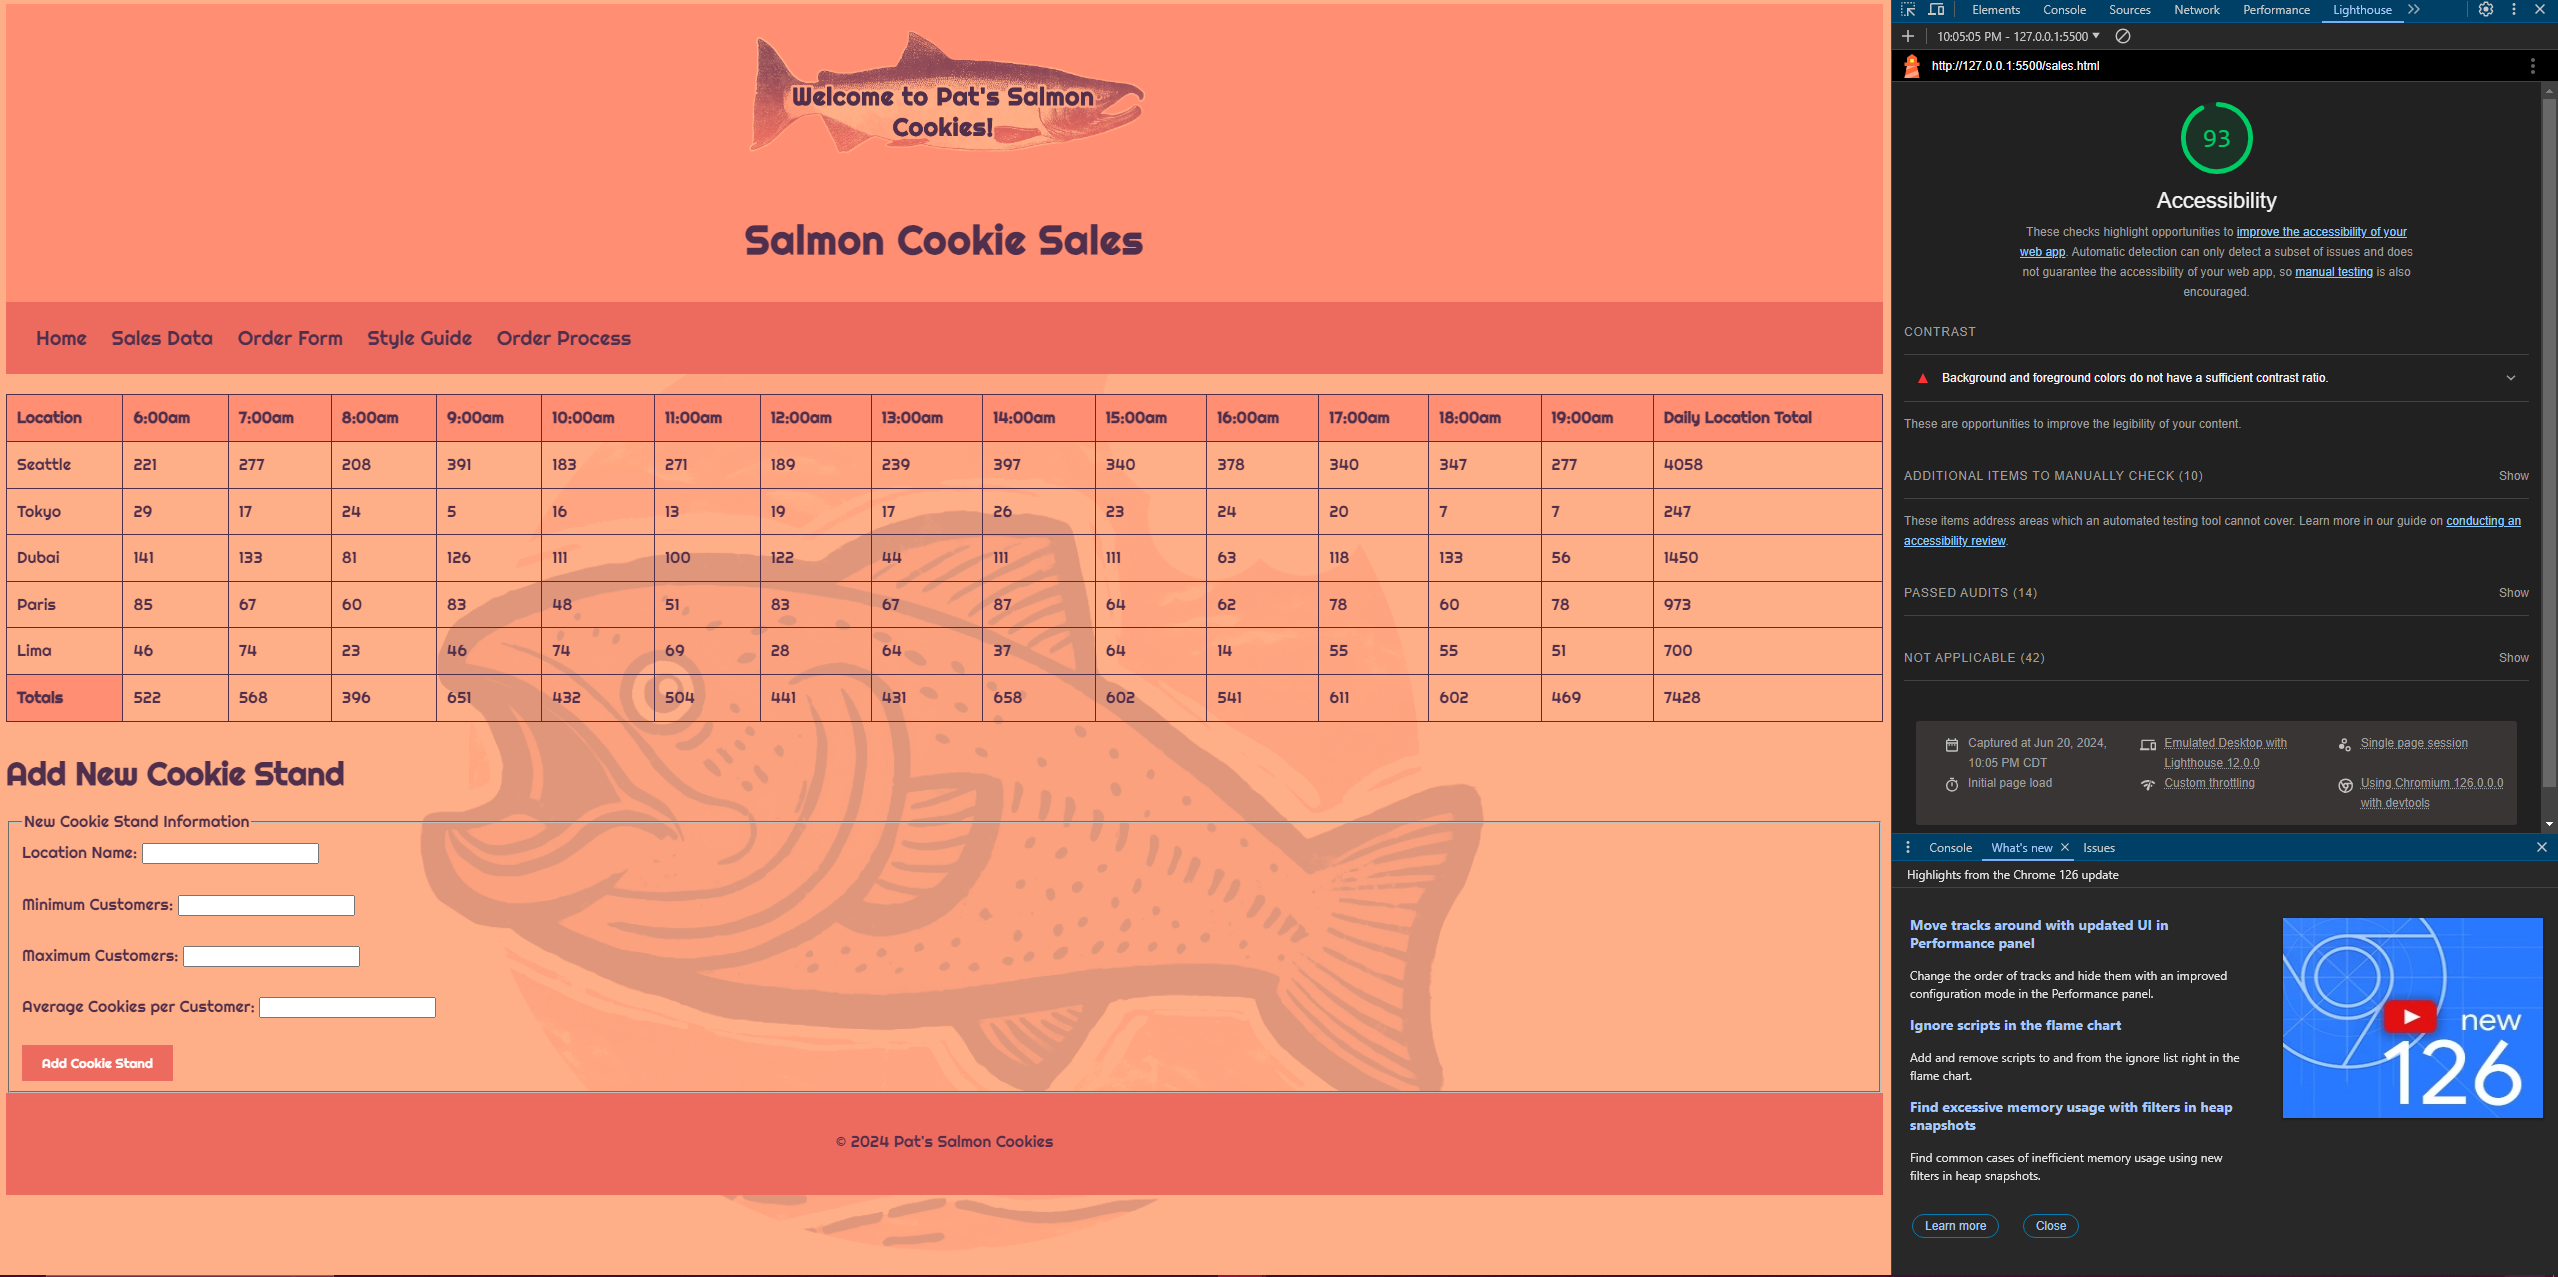 Welcome to Pat's Salmon
Cookies!
Salmon Cookie Sales
Home Sales Data Order Form Style Guide Order Process
Location 6:00am 7:00am 8:00am 9:00am 10:00am 11:00am 12:00am 13:00am 14:00am 15:00am 16:00am 17:00am 18:00am 19:00am Daily Location Total
Seattle 221 277 208 391 183 271 189 239 397 340 378 340 347 277 4058
Tokyo 29 17 24 5 16 13 19 17 26 23 24 20 7 7 247
Dubai 141 133 81 126 111 100 122 44 111 111 63 118 133 56 1450
Paris 85 67 60 83 48 51 83 67 87 64 62 78 60 78 973
Lima 46 74 23 46 74 69 28 64 37 64 14 55 55 51 700
Totals 522 568 396 651 432 504 441 431 658 602 541 611 602 469 7428
Add New Cookie Stand
New Cookie Stand Information
Location Name:
Minimum Customers:
Maximum Customers:
Average Cookies per Customer:
Add Cookie Stand
© 2024 Pat's Salmon Cookies
Elements Console Sources Network Performance Lighthouse
10:05:05 PM - 127.0.0.1:5500
http://127.0.0.1:5500/sales.html
93
Accessibility
These checks highlight opportunities to improve the accessibility of your
web app. Automatic detection can only detect a subset of issues and does
not guarantee the accessibility of your web app, so manual testing is also
encouraged.
CONTRAST
Background and foreground colors do not have a sufficient contrast ratio.
These are opportunities to improve the legibility of your content.
ADDITIONAL ITEMS TO MANUALLY CHECK (10) Show
These items address areas which an automated testing tool cannot cover. Learn more in our guide on conducting an
accessibility review.
PASSED AUDITS (14) Show
NOT APPLICABLE (42) Show
Captured at Jun 20, 2024,
10:05 PM CDT
Emulated Desktop with
Lighthouse 12.0.0
Single page session
Initial page load
Custom throttling
Using Chromium 126.0.0.0
with devtools
Console What's new Issues
Highlights from the Chrome 126 update
Move tracks around with updated UI in
Performance panel
Change the order of tracks and hide them with an improved
configuration mode in the Performance panel.
Ignore scripts in the flame chart
Add and remove scripts to and from the ignore list right in the
flame chart.
Find excessive memory usage with filters in heap
snapshots
Find common cases of inefficient memory usage using new
filters in heap snapshots.
new
126
Learn more Close